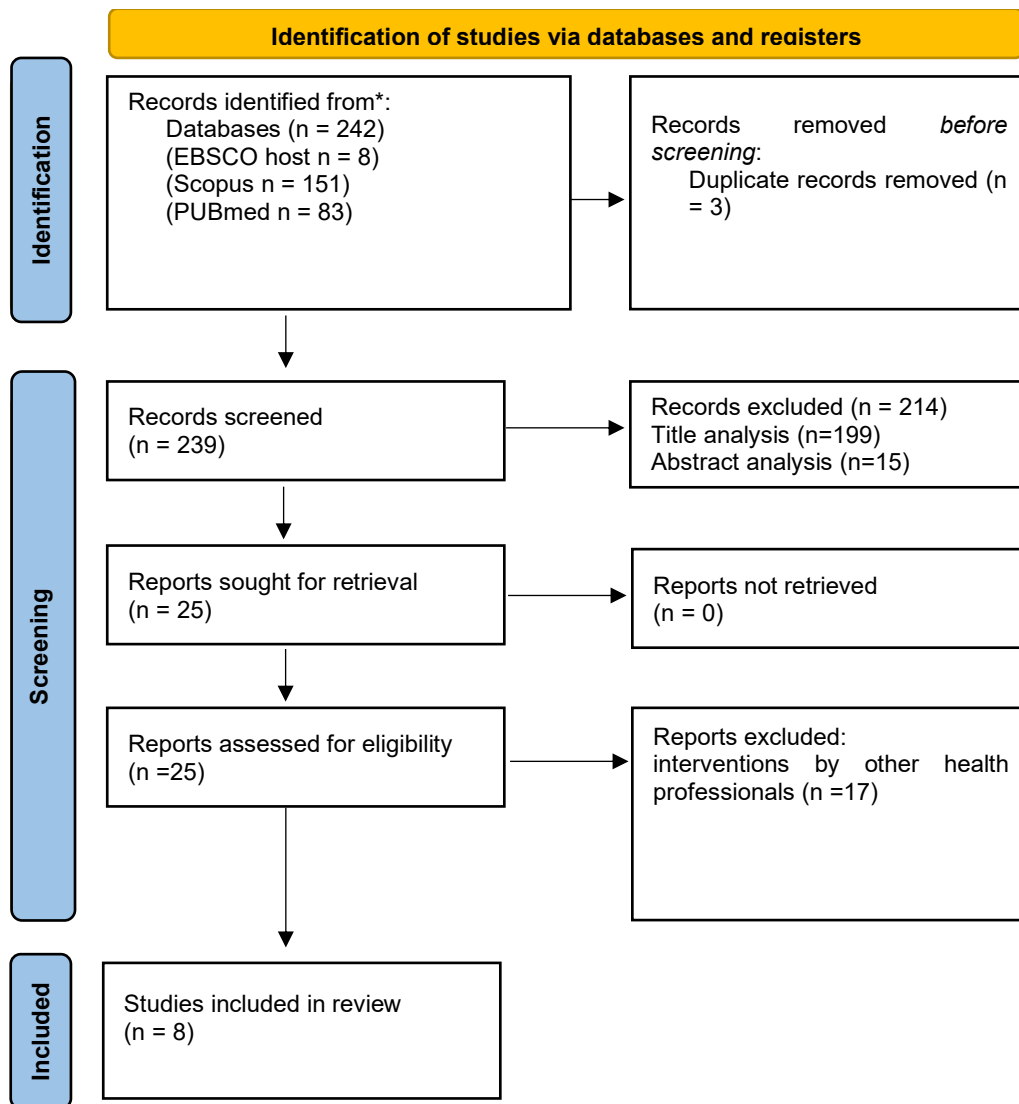 Identification of studies via databases and registers
Identification
Records identified from*:
Databases (n = 242)
(EBSCO host n = 8)
(Scopus n = 151)
(PUBmed n = 83)
Records removed before
screening:
Duplicate records removed (n
= 3)
Screening
Records screened
(n = 239)
Records excluded (n = 214)
Title analysis (n=199)
Abstract analysis (n=15)
Reports sought for retrieval
(n = 25)
Reports not retrieved
(n = 0)
Reports assessed for eligibility
(n =25)
Reports excluded:
interventions by other health
professionals (n =17)
Included
Studies included in review
(n = 8)